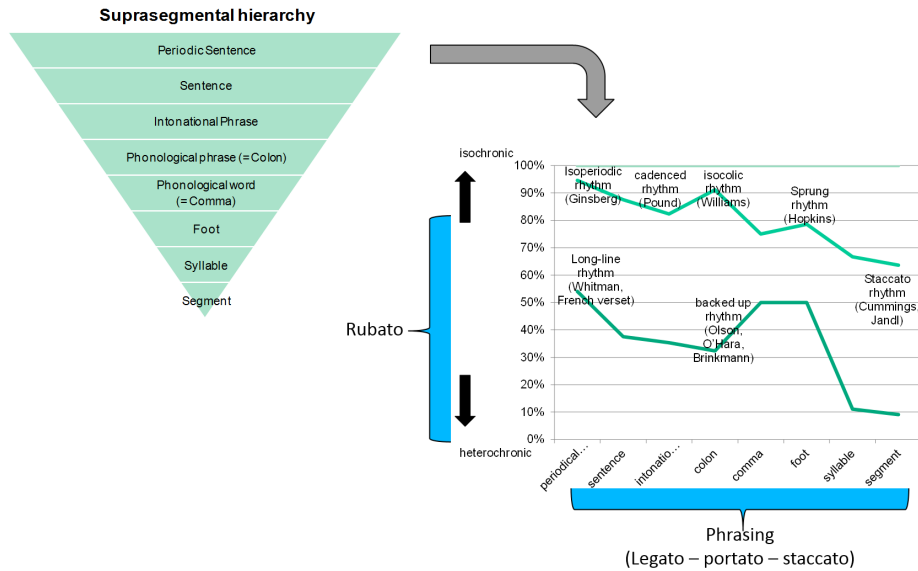 Suprasegmental hierarchy
Periodic Sentence
Sentence
Intonational Phrase
Phonological phrase (= Colon)
Phonological word
(= Comma)
Foot
Syllable
Segment
Rubato
isochronic
heterochronic
100%
90%
80%
70%
60%
50%
40%
30%
20%
10%
0%
Isoperiodic
rhythm
(Ginsberg)
cadenced
rhythm
(Pound)
isocolic
rhythm
(Williams)
Sprung
rhythm
(Hopkins)
Long-line
rhythm
(Whitman,
French verset)
backed up
rhythm
(Olson,
O'Hara,
Brinkmann)
Staccato
rhythm
(Cummings,
Jandl)
periodical...
sentence
intonatio...
colon
comma
foot
syllable
segment
Phrasing
(Legato – portato – staccato)